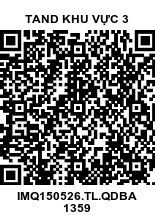 TAND KHU VỰC 3
IMQ150526.TL.QDBA
1359